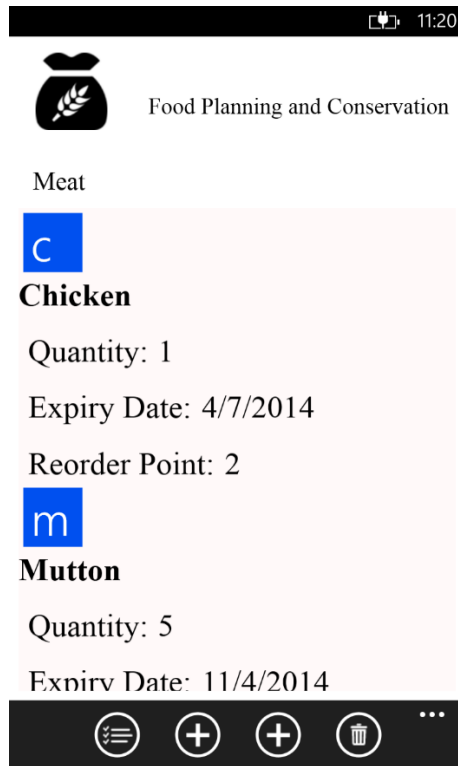 11:20
Food Planning and Conservation
Meat
c
Chicken
Quantity: 1
Expiry Date: 4/7/2014
Reorder Point: 2
m
Mutton
Quantity: 5
Expiry Date: 11/4/2014